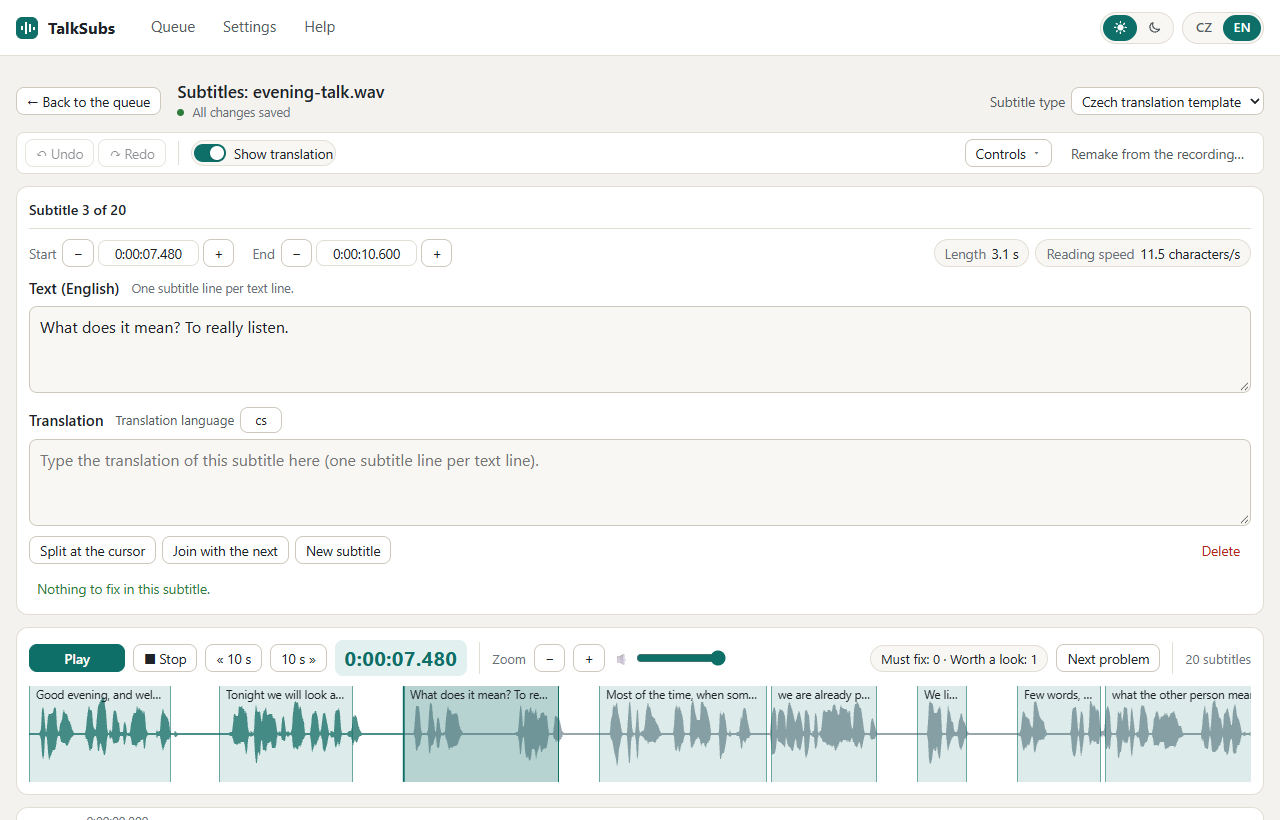 TalkSubs Queue Settings Help CZ EN
← Back to the queue
Subtitles: evening-talk.wav
All changes saved
Subtitle type Czech translation template
↶ Undo ↷ Redo Show translation Controls Remake from the recording...
Subtitle 3 of 20
Start − 0:00:07.480 + End − 0:00:10.600 + Length 3.1 s Reading speed 11.5 characters/s
Text (English) One subtitle line per text line.
What does it mean? To really listen.
Translation Translation language cs
Type the translation of this subtitle here (one subtitle line per text line).
Split at the cursor Join with the next New subtitle Delete
Nothing to fix in this subtitle.
Play Stop « 10 s 10 s » 0:00:07.480 Zoom − + Must fix: 0 · Worth a look: 1 Next problem 20 subtitles
Good evening, and wel... Tonight we will look a... What does it mean? To re... Most of the time, when som... we are already p... We li... Few words, ... what the other person mea